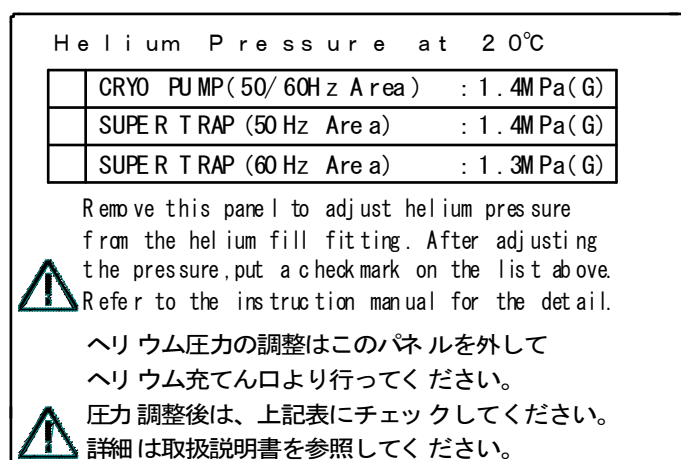 Helium Pressure at 20℃
CRYO PUMP(50/60Hz Area) :1.4MPa(G)
SUPER TRAP (50Hz Area) :1.4MPa(G)
SUPER TRAP (60Hz Area) :1.3MPa(G)
Remove this panel to adjust helium pressure
from the helium fill fitting. After adjusting
the pressure,put a checkmark on the list above.
Refer to the instruction manual for the detail.
ヘリウム圧力の調整はこのパネルを外して
ヘリウム充てん口より行ってください。
圧力調整後は、上記表にチェックしてください。
詳細は取扱説明書を参照してください。